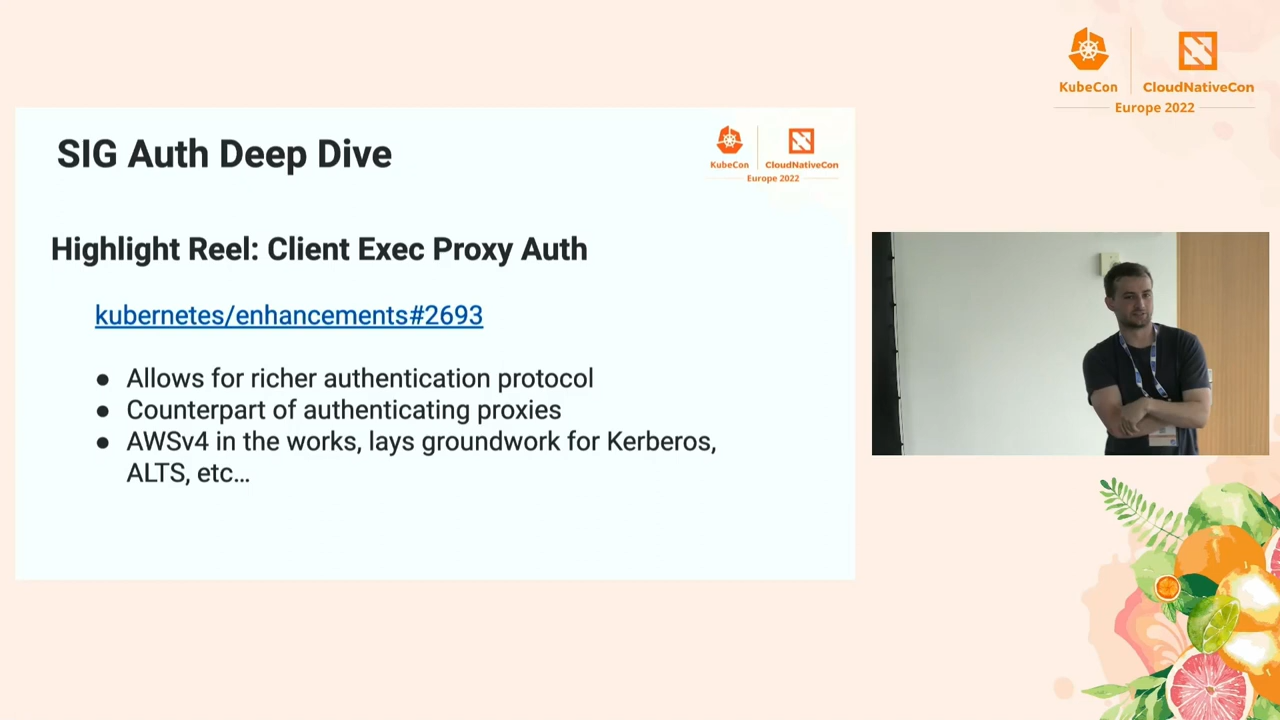 KubeCon
CloudNativeCon
Europe 2022
SIG Auth Deep Dive
KubeCon
CloudNativeCon
Europe 2022
Highlight Reel: Client Exec Proxy Auth
kubernetes/enhancements#2693
● Allows for richer authentication protocol
● Counterpart of authenticating proxies
● AWSv4 in the works, lays groundwork for Kerberos,
ALTS, etc…